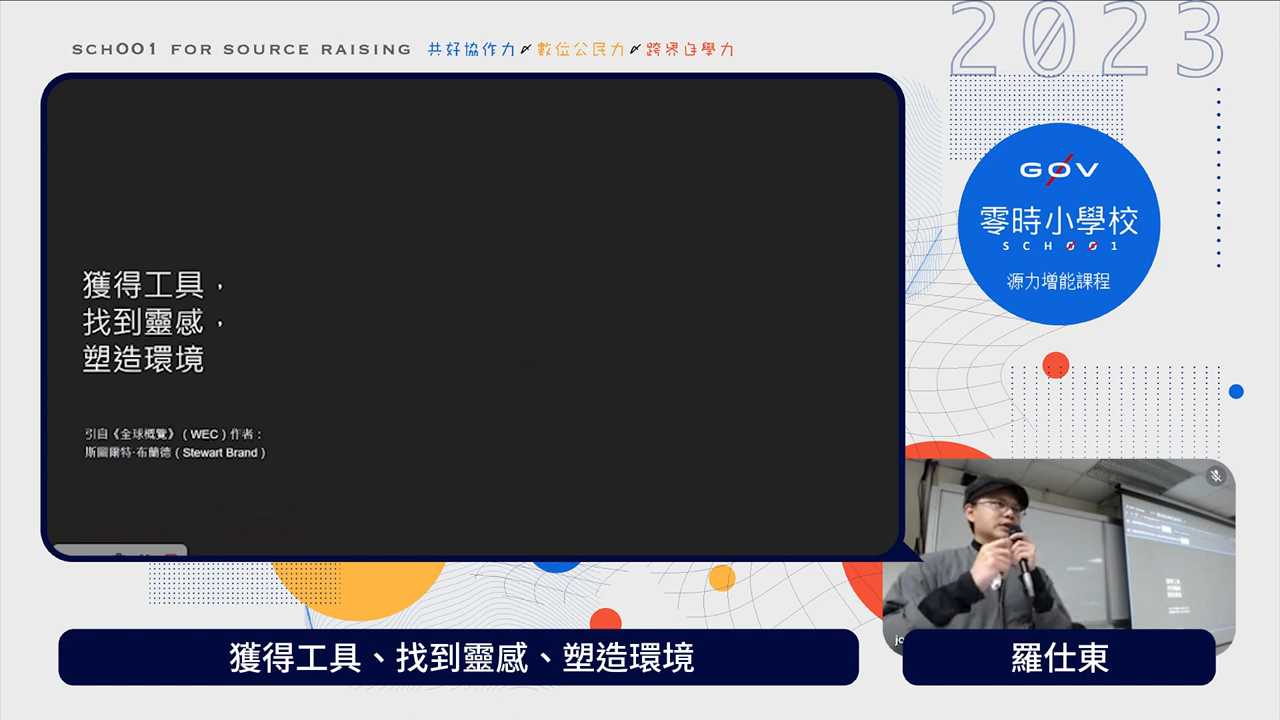 2023
SCHOO1 FOR SOURCE RAISING 共好協作力 數位公民力 跨界自學力
GOV
零時小學校
SCHOO1
源力增能課程
獲得工具，
找到靈感，
塑造環境
引自《全球概覽》（WEC）作者：
斯圖爾特·布蘭德（Stewart Brand）
獲得工具、找到靈感、塑造環境
羅仕東